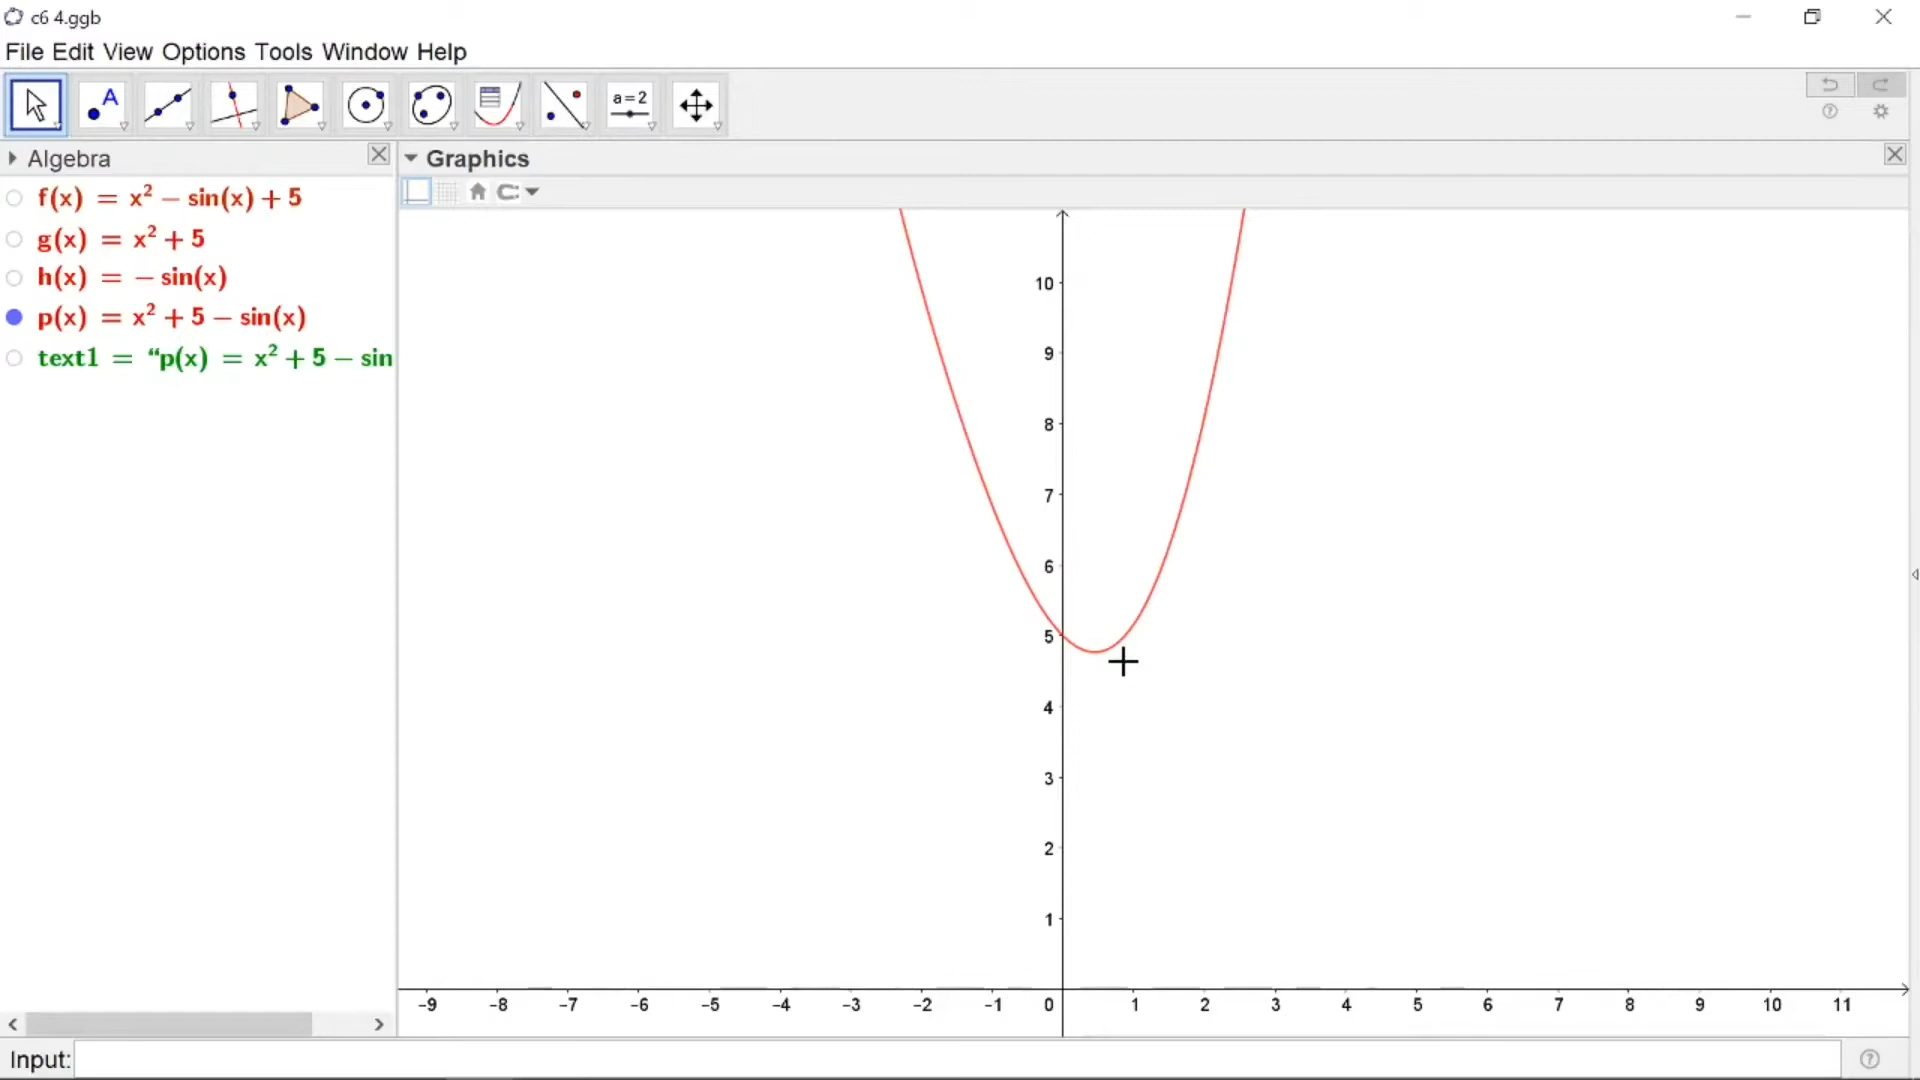 c6 4.ggb
File Edit View Options Tools Window Help
A
a=2
Algebra
Graphics
f(x) = x² − sin(x) + 5
g(x) = x² + 5
h(x) = − sin(x)
p(x) = x² + 5 − sin(x)
text1 = “p(x) = x² + 5 − sin
10
9
8
7
6
5
4
3
2
1
−9 −8 −7 −6 −5 −4 −3 −2 −1 0 1 2 3 4 5 6 7 8 9 10 11
Input: